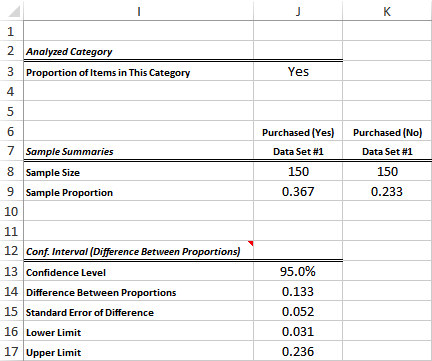 I J K
1
2 Analyzed Category
3 Proportion of Items in This Category Yes
4
5
6 Purchased (Yes) Purchased (No)
7 Sample Summaries Data Set #1 Data Set #1
8 Sample Size 150 150
9 Sample Proportion 0.367 0.233
10
11
12 Conf. Interval (Difference Between Proportions)
13 Confidence Level 95.0%
14 Difference Between Proportions 0.133
15 Standard Error of Difference 0.052
16 Lower Limit 0.031
17 Upper Limit 0.236